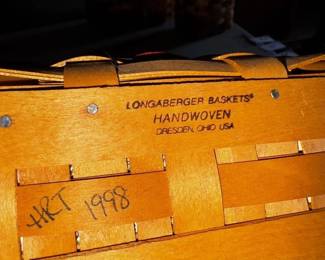 LONGABERGER BASKETS®
HANDWOVEN
DRESDEN, OHIO USA
HRT 1998